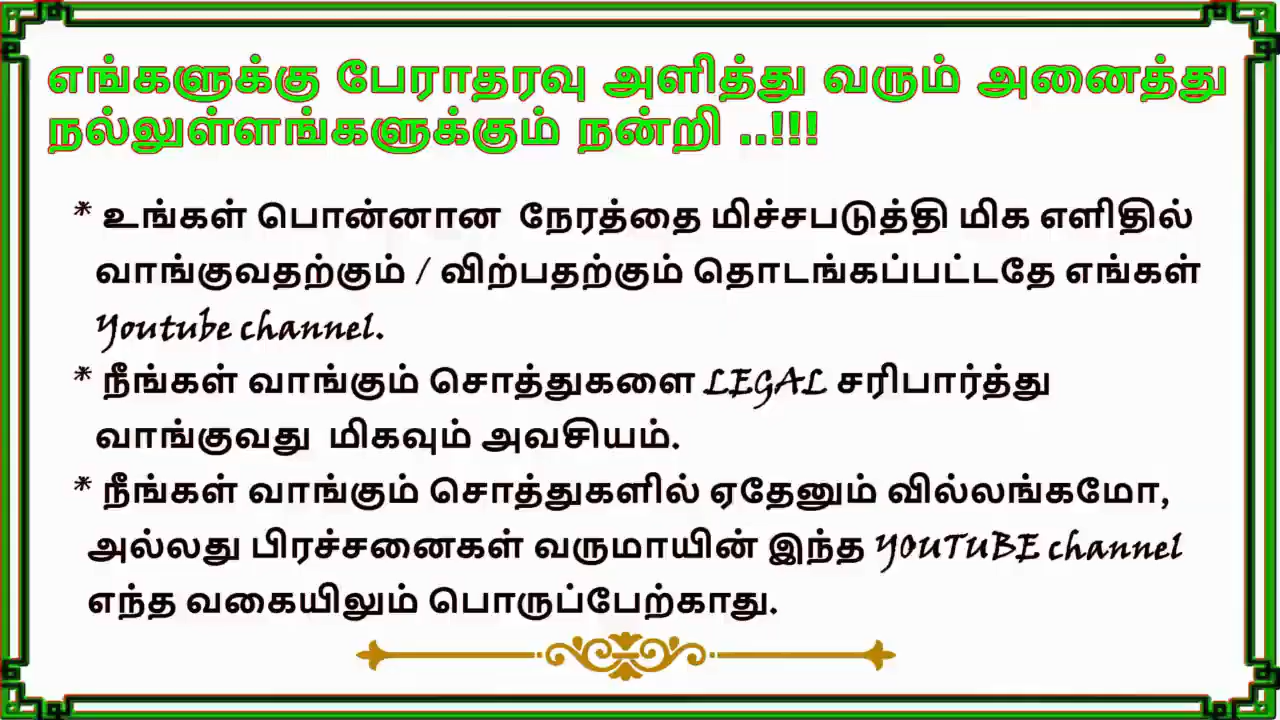 எங்களுக்கு பேராதரவு அளித்து வரும் அனைத்து
நல்லுள்ளங்களுக்கும் நன்றி ..!!!
* உங்கள் பொன்னான நேரத்தை மிச்சபடுத்தி மிக எளிதில்
வாங்குவதற்கும் / விற்பதற்கும் தொடங்கப்பட்டதே எங்கள்
Youtube channel.
* நீங்கள் வாங்கும் சொத்துகளை LEGAL சரிபார்த்து
வாங்குவது மிகவும் அவசியம்.
* நீங்கள் வாங்கும் சொத்துகளில் ஏதேனும் வில்லங்கமோ,
அல்லது பிரச்சனைகள் வருமாயின் இந்த YOUTUBE channel
எந்த வகையிலும் பொருப்பேற்காது.